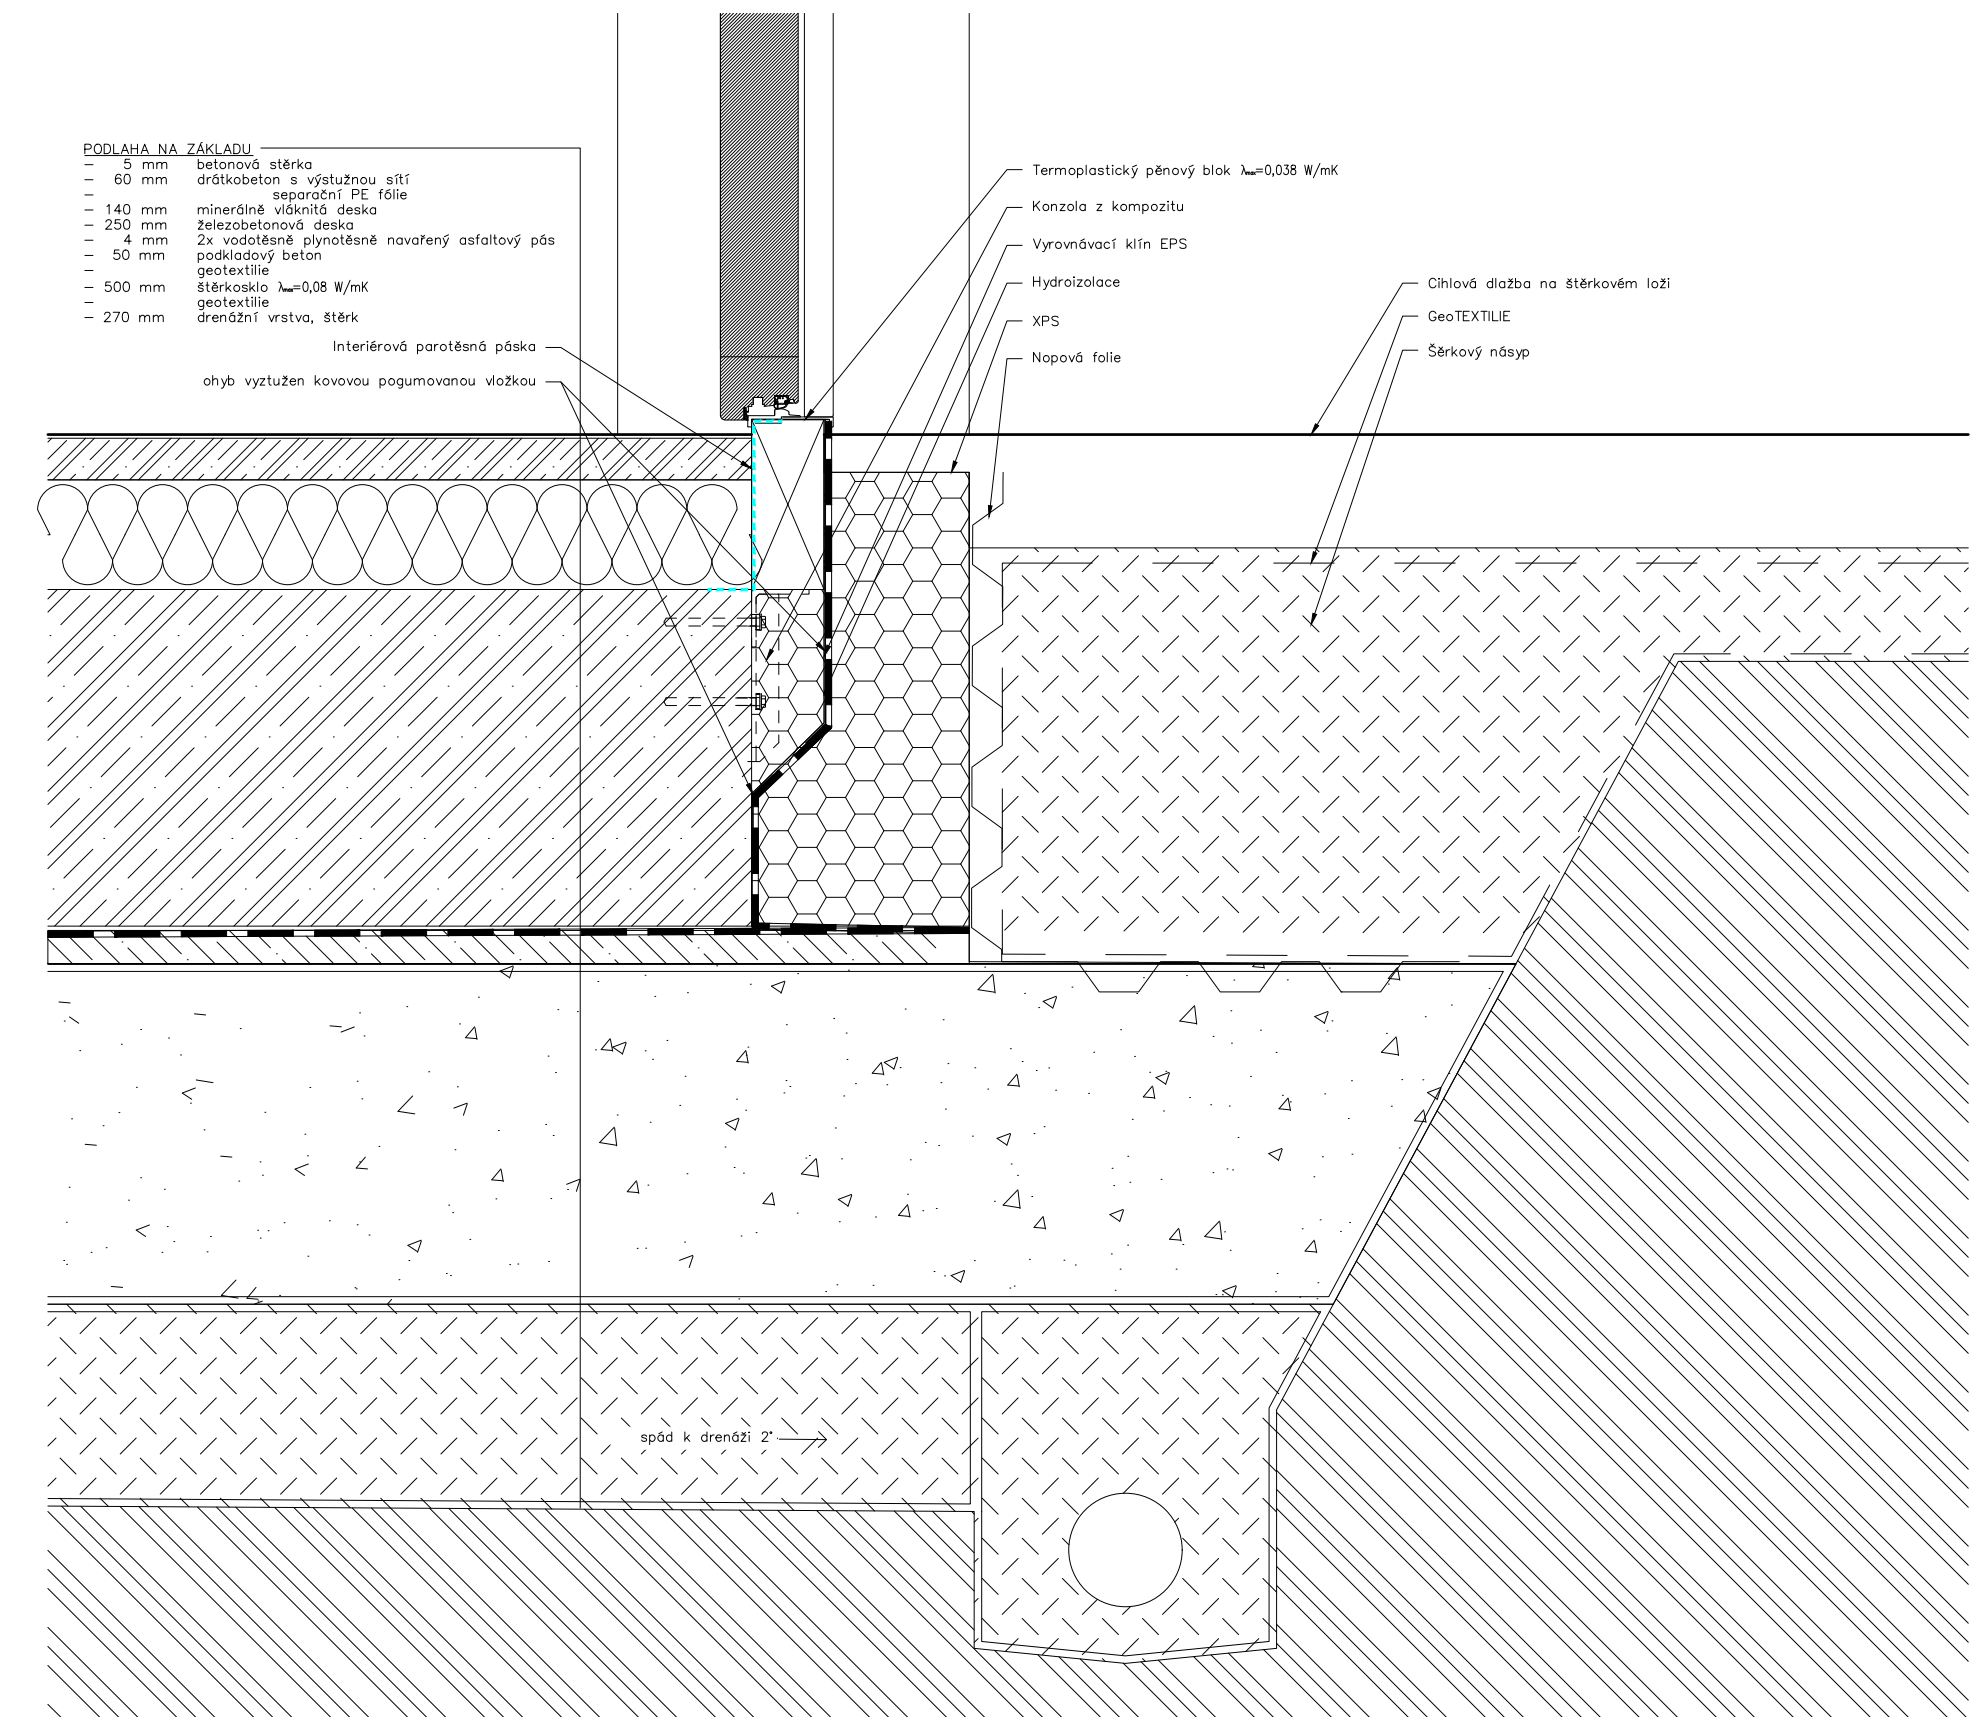 PODLAHA NA ZÁKLADU
– 5 mm betonová stěrka
– 60 mm drátkobeton s výstužnou sítí
– separační PE fólie
– 140 mm minerálně vláknitá deska
– 250 mm železobetonová deska
– 4 mm 2x vodotěsně plynotěsně navařený asfaltový pás
– 50 mm podkladový beton
– geotextilie
– 500 mm štěrkosklo λmax=0,08 W/mK
– geotextilie
– 270 mm drenážní vrstva, štěrk
Interiérová parotěsná páska
ohyb vyztužen kovovou pogumovanou vložkou
Termoplastický pěnový blok λmax=0,038 W/mK
Konzola z kompozitu
Vyrovnávací klín EPS
Hydroizolace
XPS
Nopová folie
Cihlová dlažba na štěrkovém loži
GeoTEXTILIE
Šěrkový násyp
spád k drenáži 2°